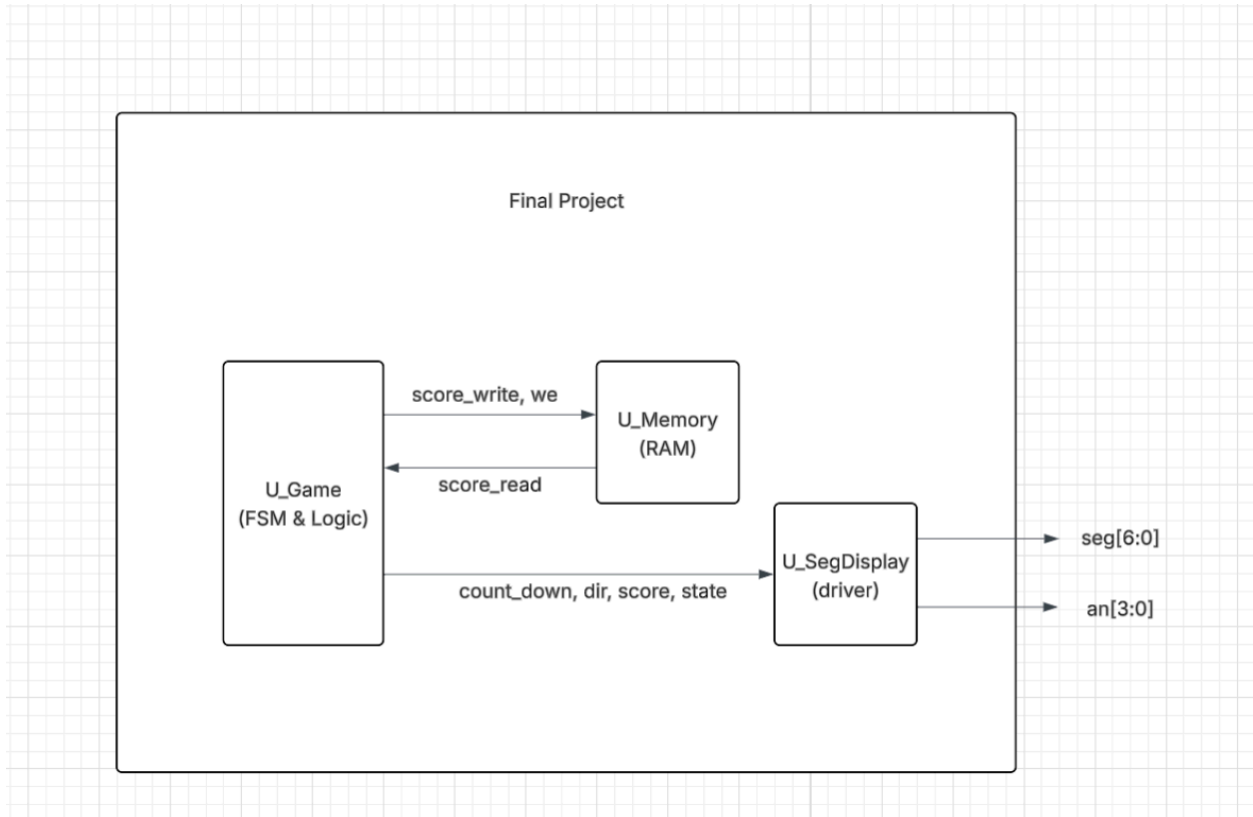 Final Project
score_write, we
U_Memory
(RAM)
score_read
U_Game
(FSM & Logic)
count_down, dir, score, state
U_SegDisplay
(driver)
seg[6:0]
an[3:0]